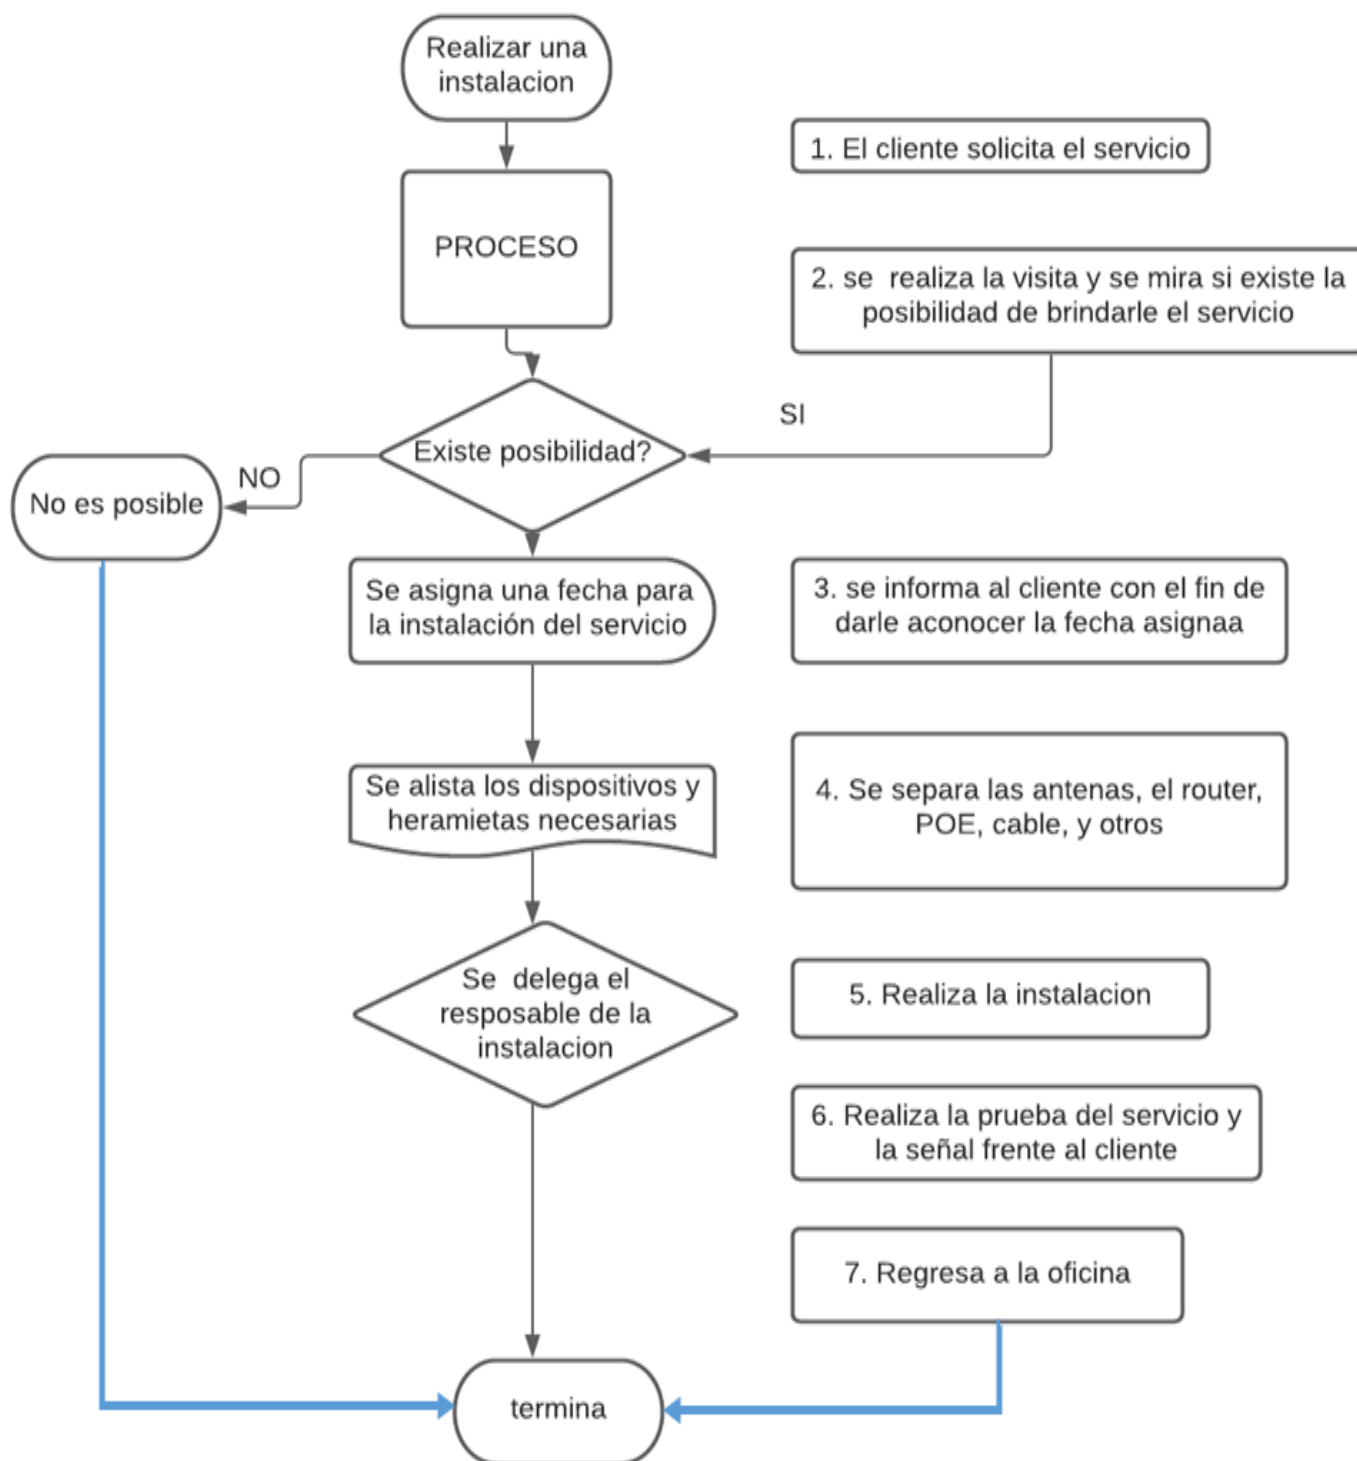 Realizar una
instalacion
1. El cliente solicita el servicio
PROCESO
2. se  realiza la visita y se mira si existe la
posibilidad de brindarle el servicio
SI
Existe posibilidad?
NO
No es posible
Se asigna una fecha para
la instalación del servicio
3. se informa al cliente con el fin de
darle aconocer la fecha asignaa
Se alista los dispositivos y
heramietas necesarias
4. Se separa las antenas, el router,
POE, cable, y otros
Se  delega el
resposable de la
instalacion
5. Realiza la instalacion
6. Realiza la prueba del servicio y
la señal frente al cliente
7. Regresa a la oficina
termina